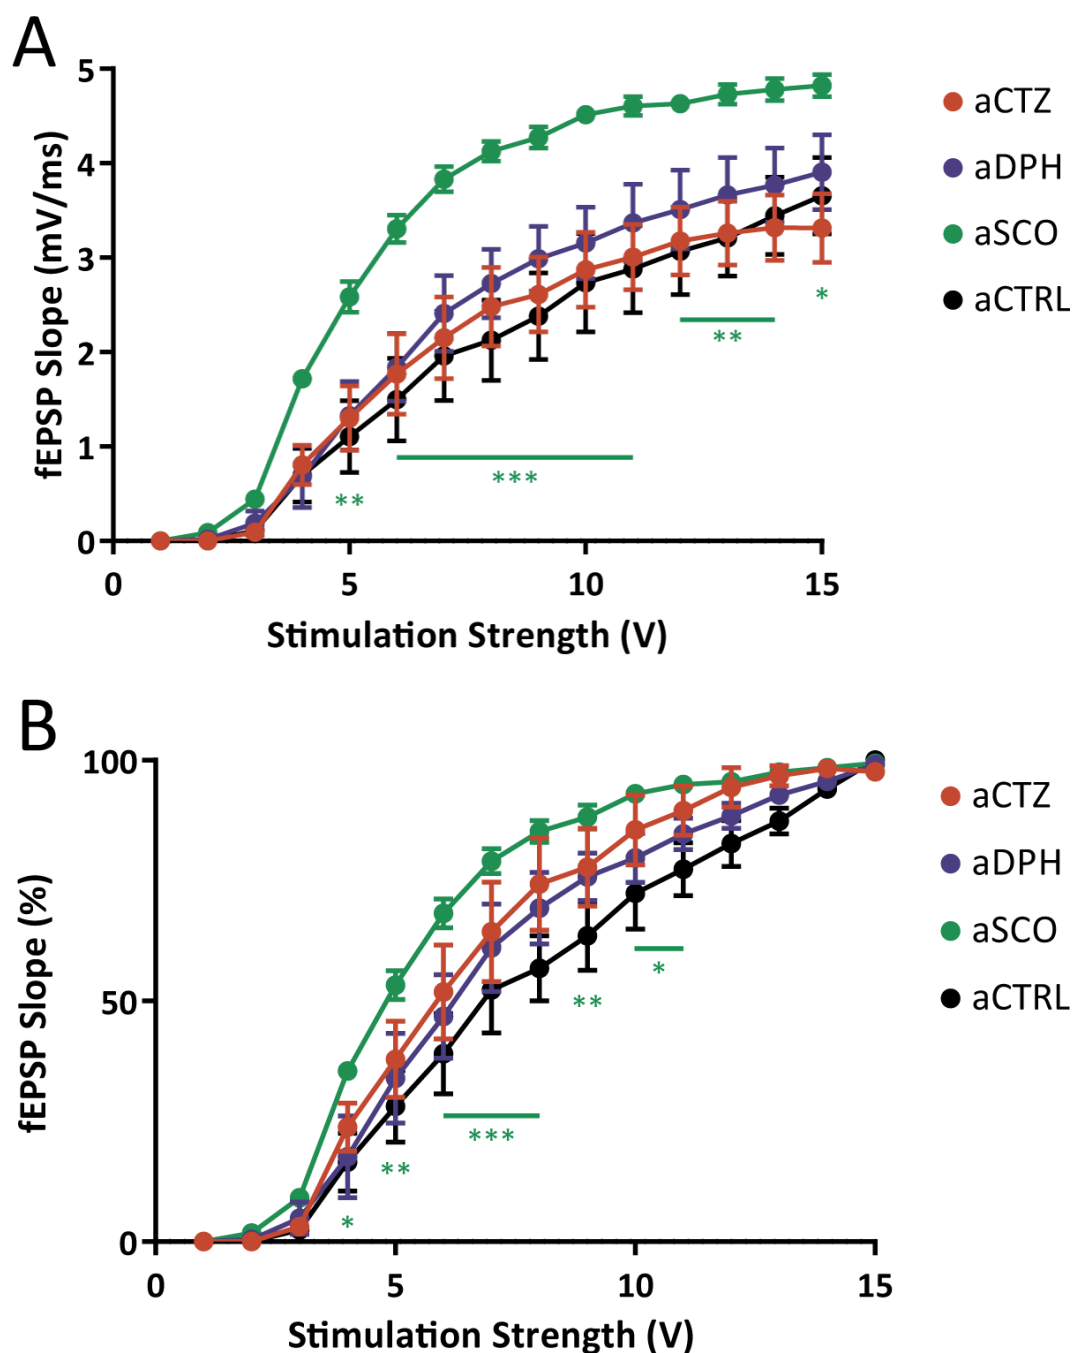 A
fEPSP Slope (mV/ms)
5
4
3
2
1
0
0 5 10 15
Stimulation Strength (V)
** *** ** *
aCTZ
aDPH
aSCO
aCTRL
B
fEPSP Slope (%)
100
50
0
0 5 10 15
Stimulation Strength (V)
* ** *** ** *
aCTZ
aDPH
aSCO
aCTRL